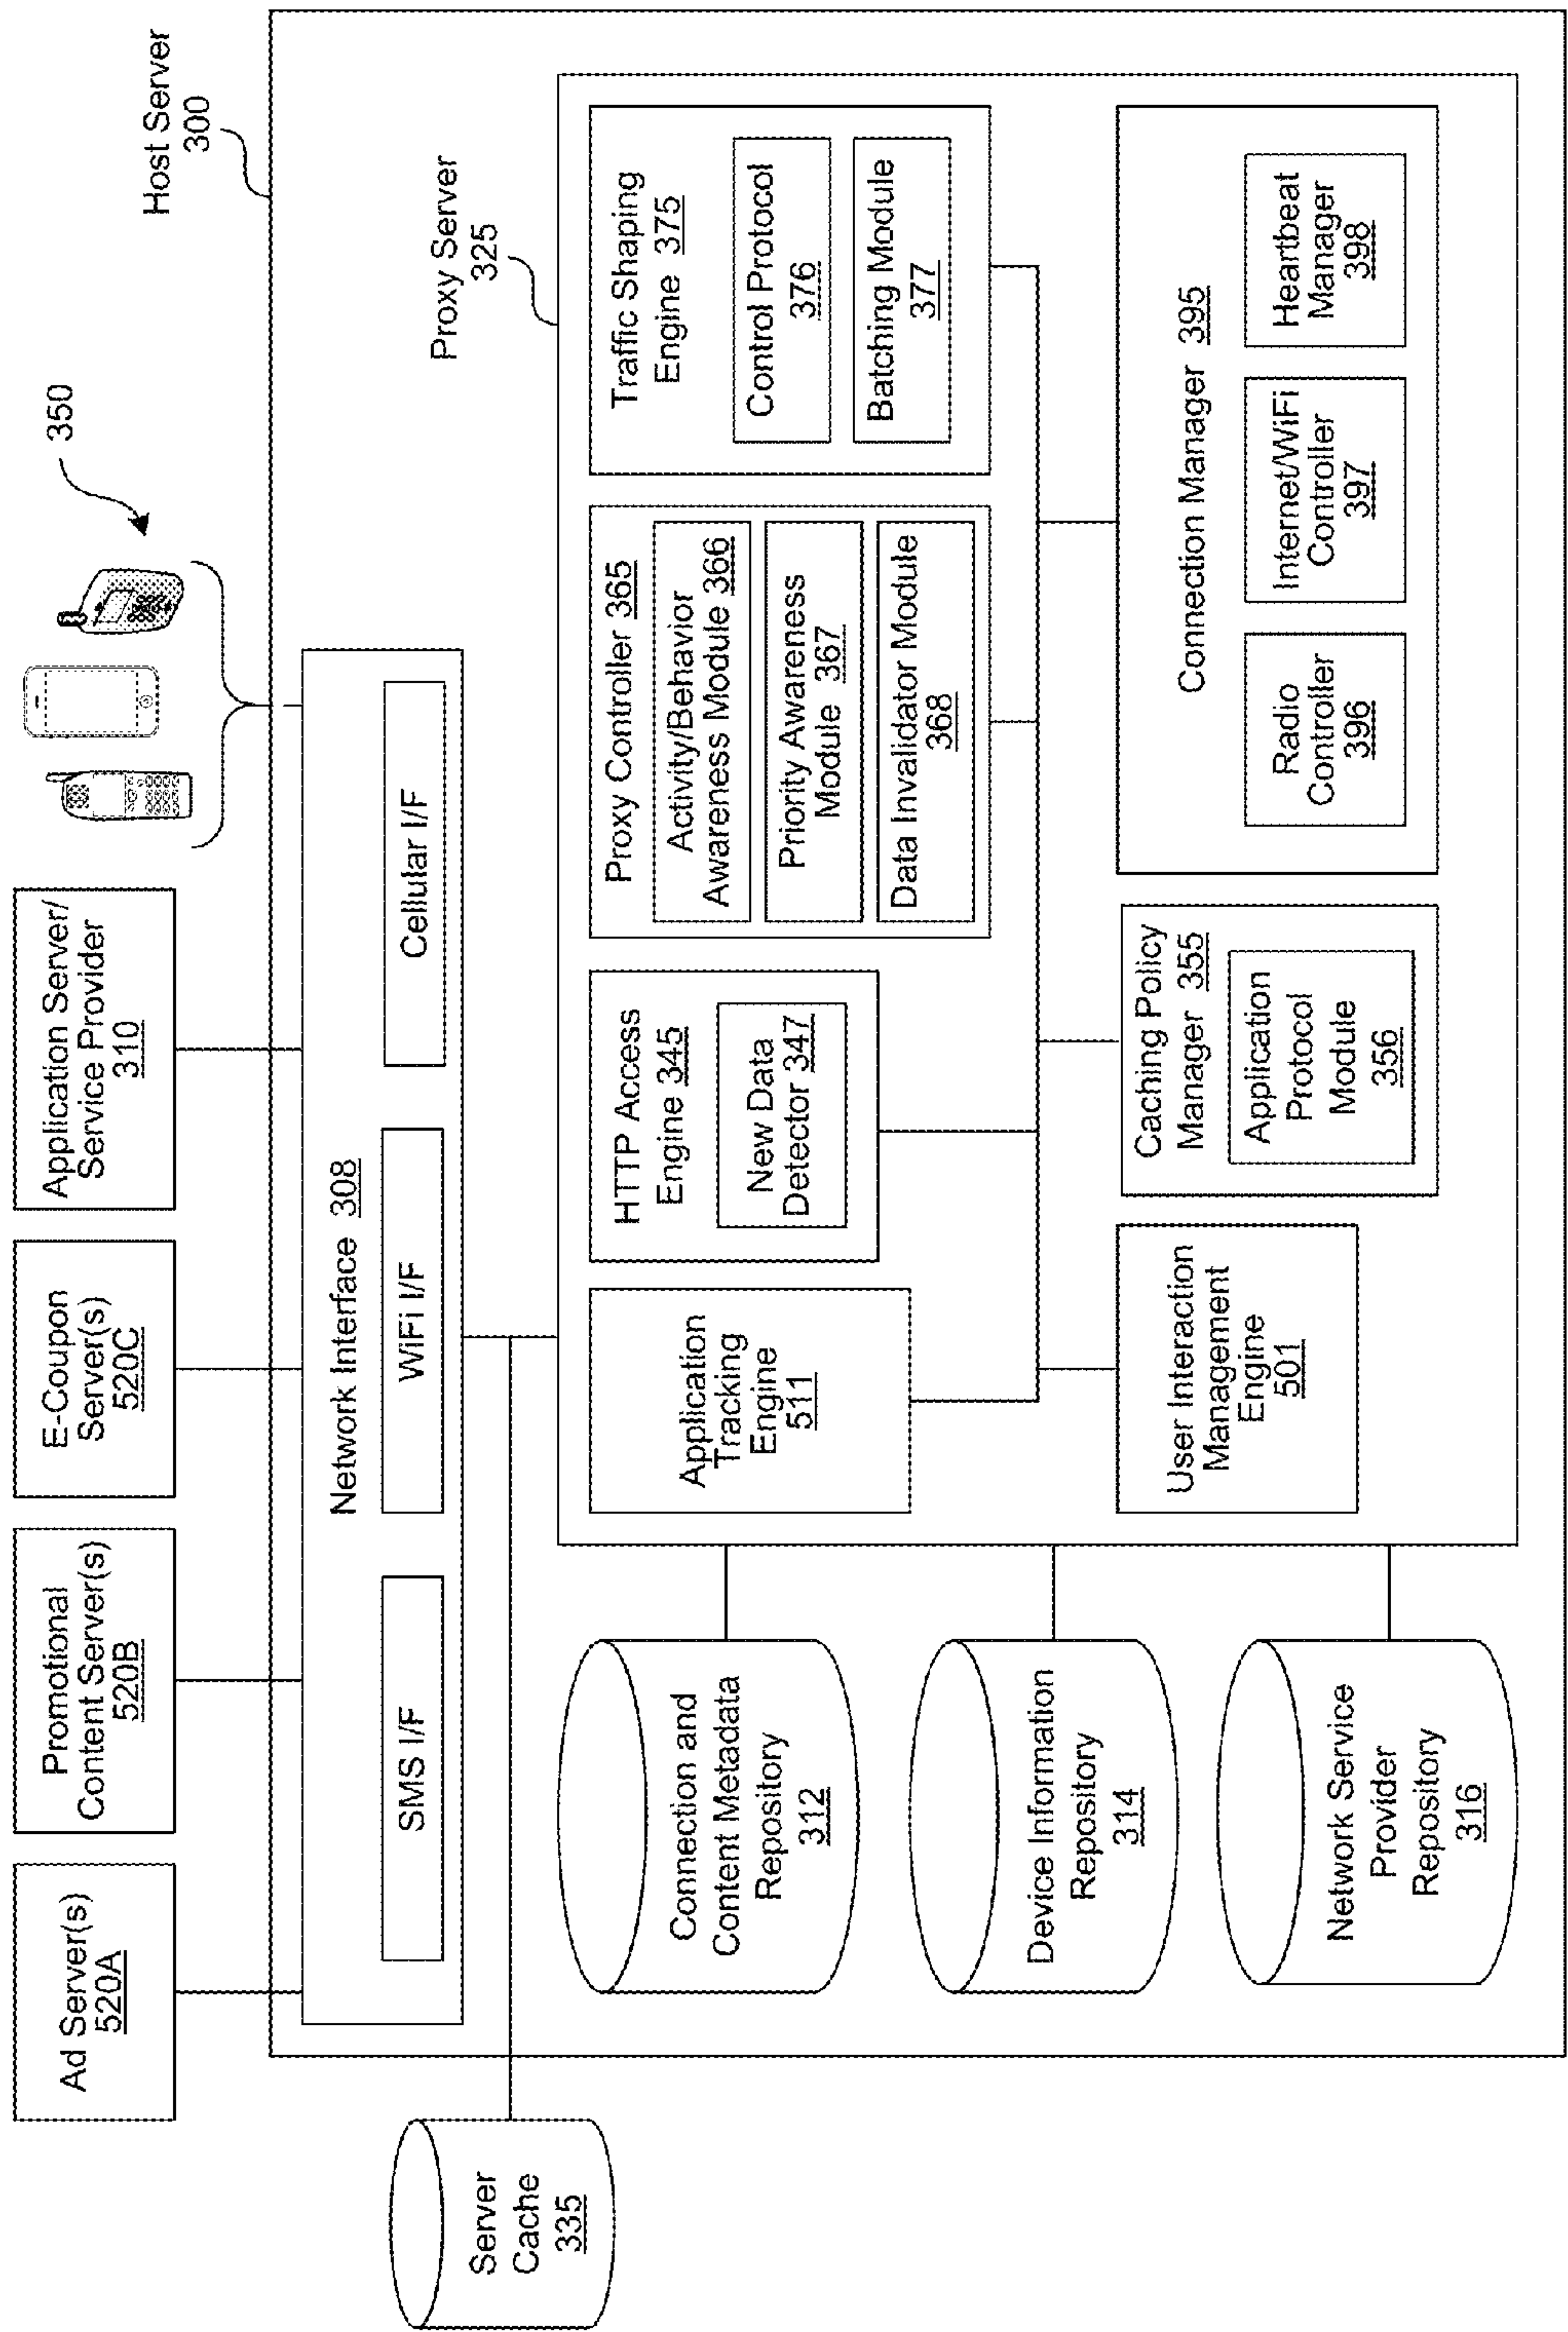 Ad Server(s)
520A
Promotional
Content Server(s)
520B
E-Coupon
Server(s)
520C
Application Server/
Service Provider
310
350
Host Server
300
Network Interface 308
SMS I/F
WiFi I/F
Cellular I/F
Server
Cache
335
Proxy Server
325
Connection and
Content Metadata
Repository
312
Device Information
Repository
314
Network Service
Provider
Repository
316
Application
Tracking
Engine
511
HTTP Access
Engine 345
New Data
Detector 347
Proxy Controller 365
Activity/Behavior
Awareness Module 366
Priority Awareness
Module 367
Data Invalidator Module
368
Traffic Shaping
Engine 375
Control Protocol
376
Batching Module
377
User Interaction
Management
Engine
501
Caching Policy
Manager 355
Application
Protocol
Module
356
Connection Manager 395
Radio
Controller
396
Internet/WiFi
Controller
397
Heartbeat
Manager
398